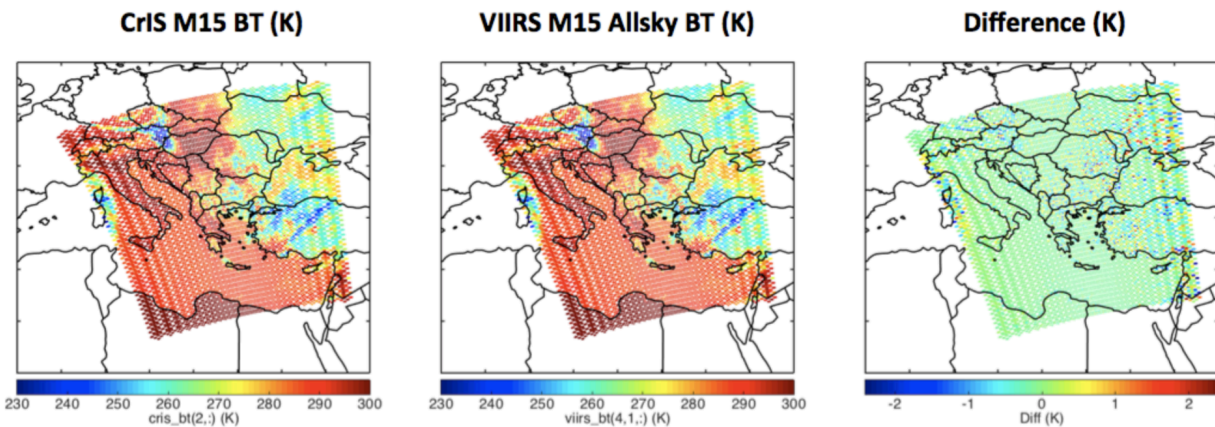 CrIS M15 BT (K)
VIIRS M15 Allsky BT (K)
Difference (K)
230 240 250 260 270 280 290 300
cris_bt(2,:) (K)
230 240 250 260 270 280 290 300
viirs_bt(4,1,:) (K)
-2 -1 0 1 2
Diff (K)